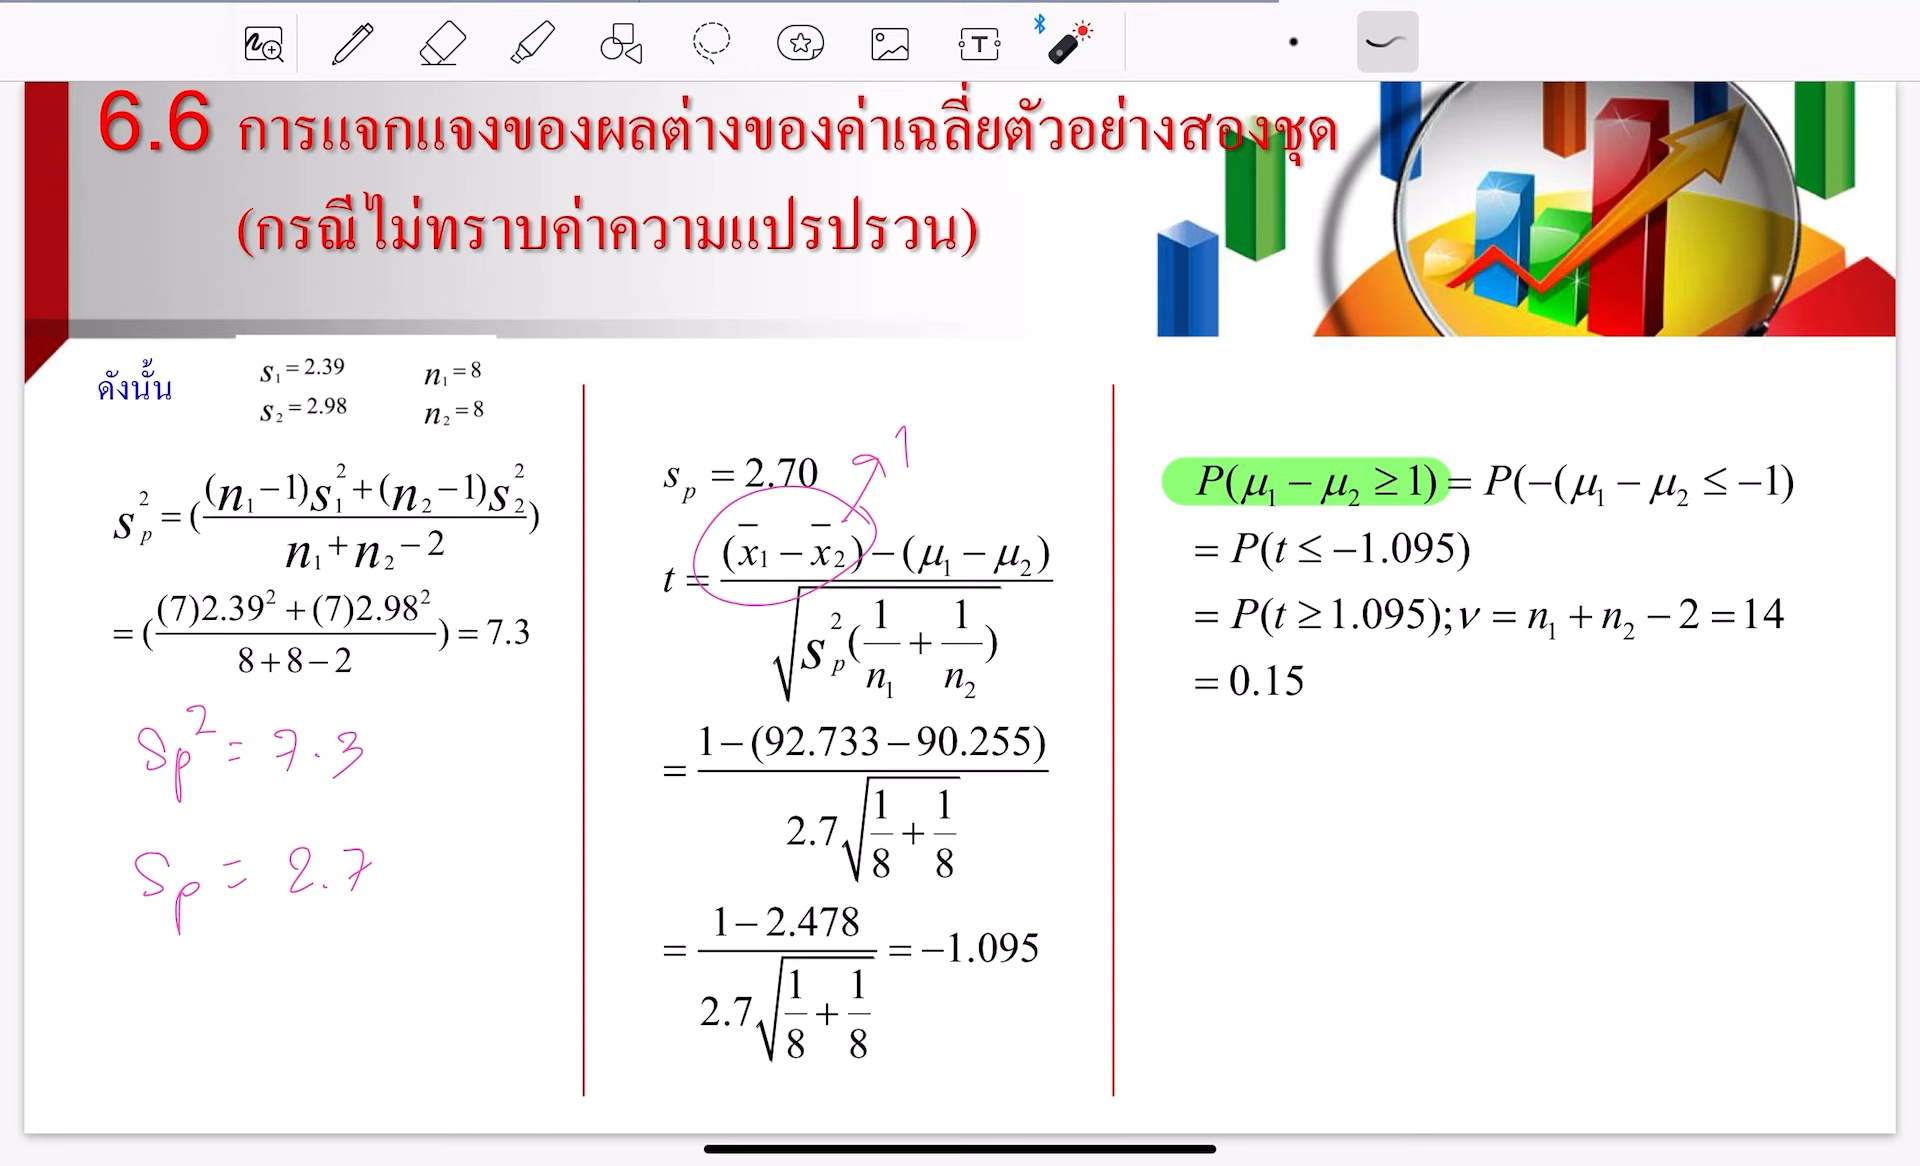 6.6 การแจกแจงของผลต่างของค่าเฉลี่ยตัวอย่างสองชุด
(กรณีไม่ทราบค่าความแปรปรวน)
ดังนั้น
s₁ = 2.39 n₁ = 8
s₂ = 2.98 n₂ = 8
s_p² = (((n₁ − 1)s₁² + (n₂ − 1)s₂²) / (n₁ + n₂ − 2))
= (((7)2.39² + (7)2.98²) / (8 + 8 − 2)) = 7.3
Sp² = 7.3
Sp = 2.7
1
s_p = 2.70
t = ((x̄₁ − x̄₂) − (μ₁ − μ₂)) / √(s_p²(1/n₁ + 1/n₂))
= (1 − (92.733 − 90.255)) / (2.7√(1/8 + 1/8))
= (1 − 2.478) / (2.7√(1/8 + 1/8)) = −1.095
P(μ₁ − μ₂ ≥ 1) = P(−(μ₁ − μ₂ ≤ −1)
= P(t ≤ −1.095)
= P(t ≥ 1.095); ν = n₁ + n₂ − 2 = 14
= 0.15